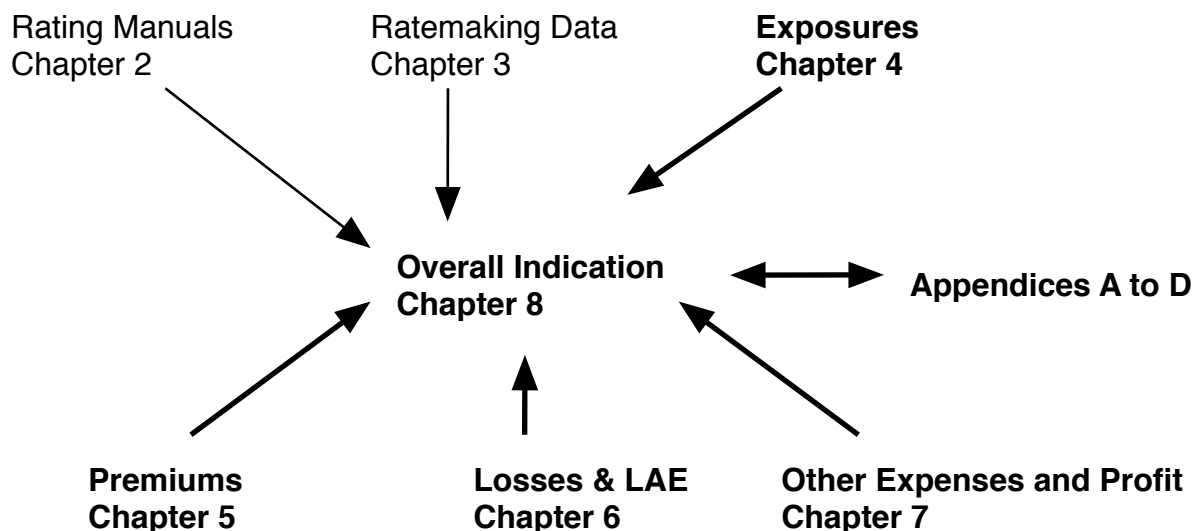 Rating Manuals
Chapter 2
Ratemaking Data
Chapter 3
Exposures
Chapter 4
Overall Indication
Chapter 8
Appendices A to D
Premiums
Chapter 5
Losses & LAE
Chapter 6
Other Expenses and Profit
Chapter 7